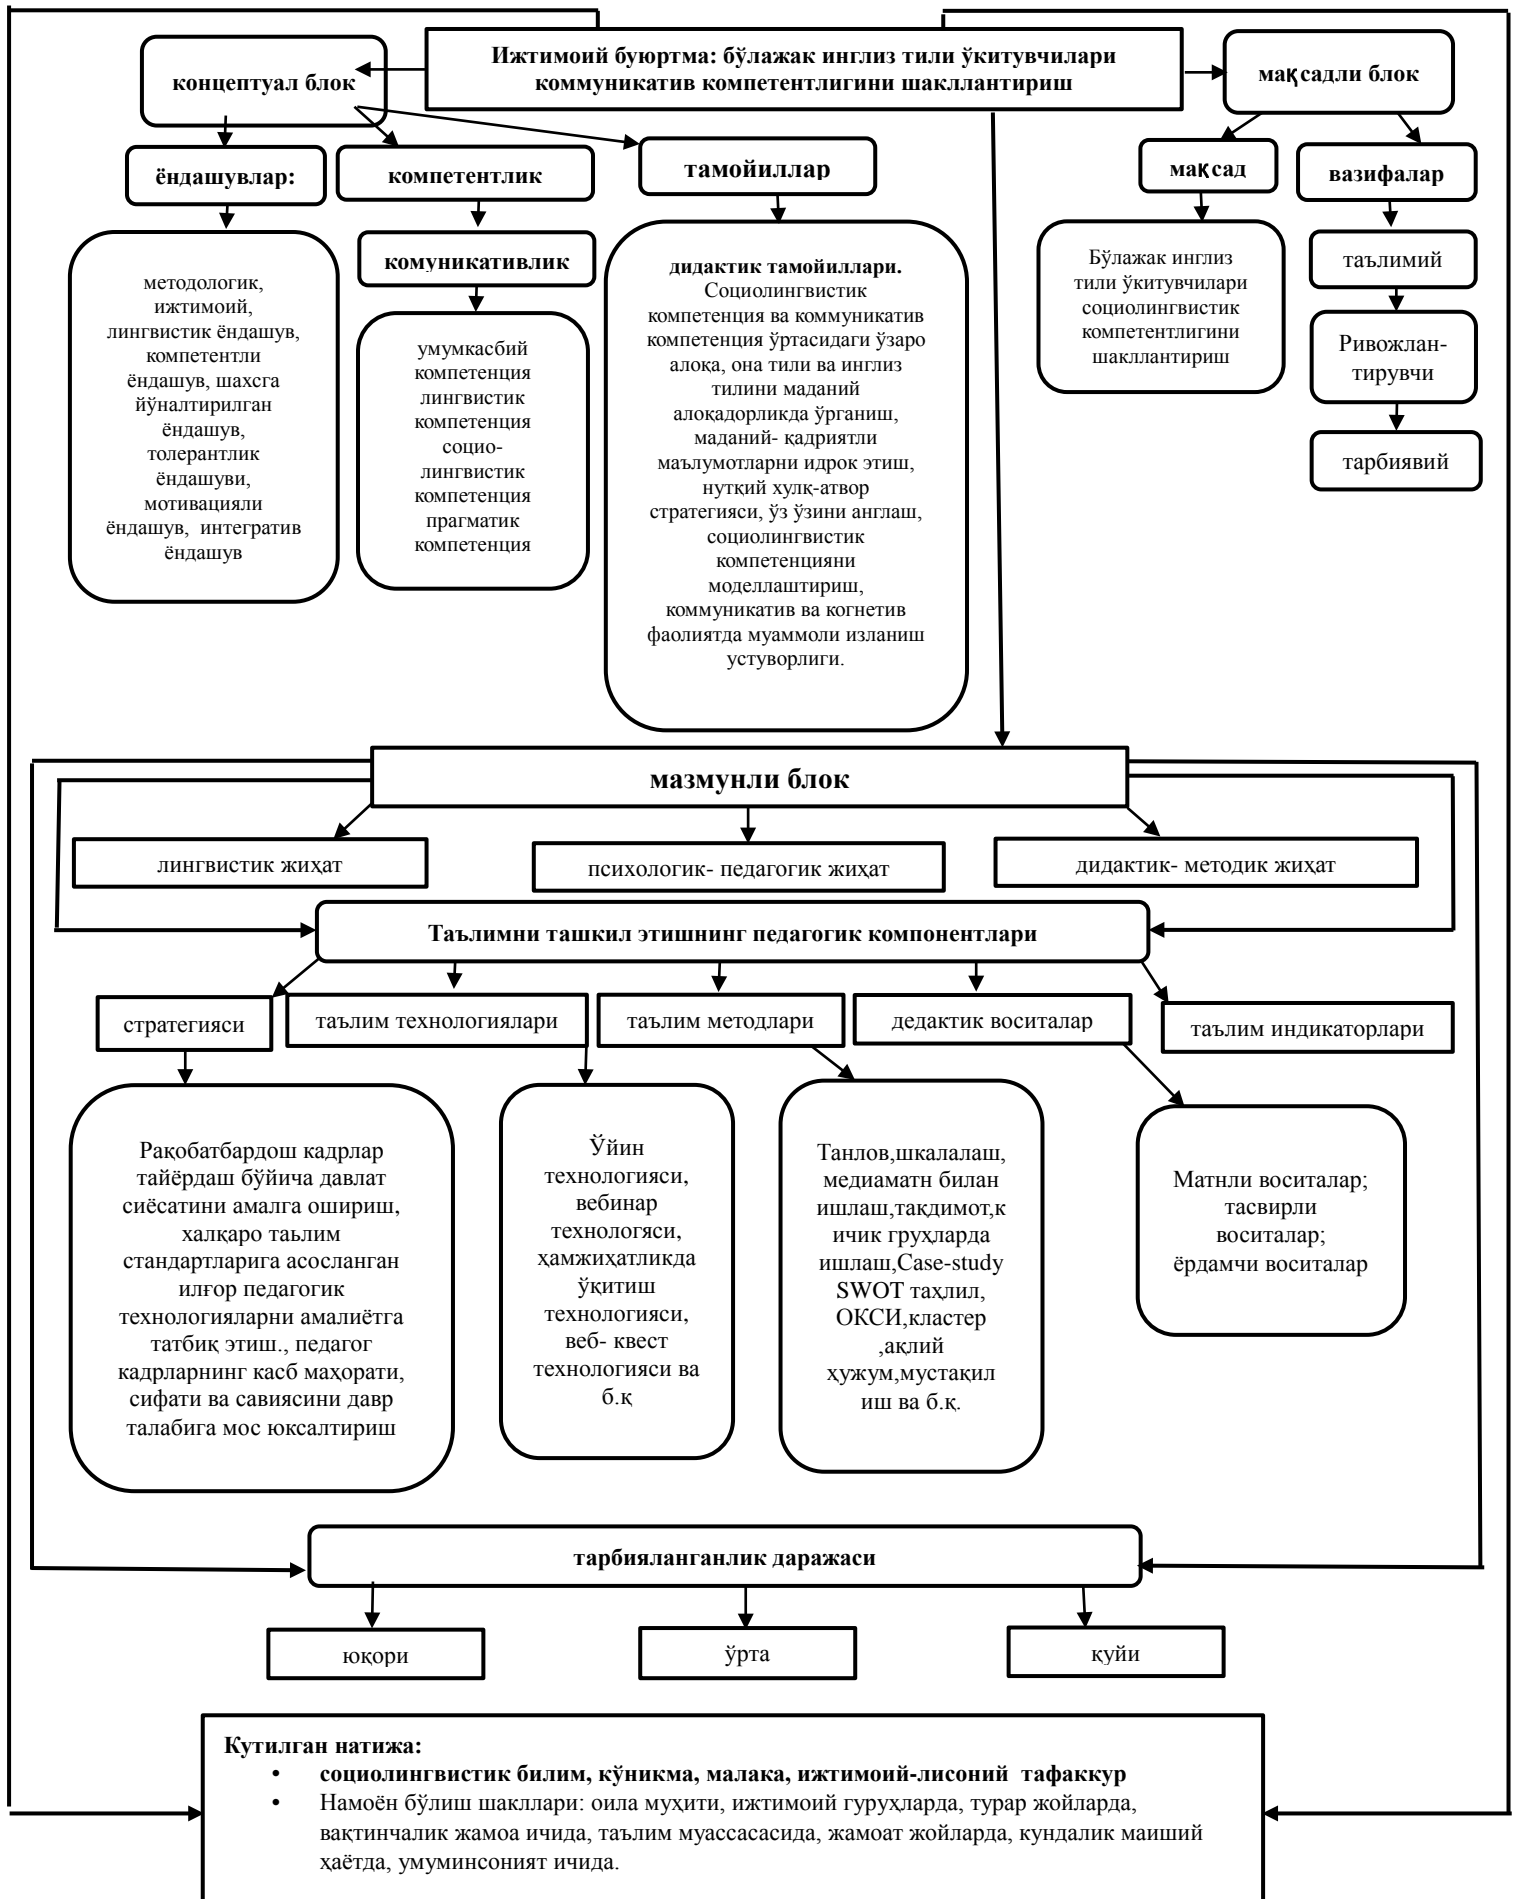 Ижтимоий буюртма: бўлажак инглиз тили ўкитувчилари
коммуникатив компетентлигини шакллантириш
концептуал блок
мақсадли блок
ёндашувлар:
компетентлик
тамойиллар
мақсад
вазифалар
методологик,
ижтимоий,
лингвистик ёндашув,
компетентли
ёндашув, шахсга
йўналтирилган
ёндашув,
толерантлик
ёндашуви,
мотивацияли
ёндашув, интегратив
ёндашув
комуникативлик
умумкасбий
компетенция
лингвистик
компетенция
социо-
лингвистик
компетенция
прагматик
компетенция
дидактик тамойиллари.
Социолингвистик
компетенция ва коммуникатив
компетенция ўртасидаги ўзаро
алоқа, она тили ва инглиз
тилини маданий
алоқадорликда ўрганиш,
маданий- қадриятли
маълумотларни идрок этиш,
нутқий хулқ-атвор
стратегияси, ўз ўзини англаш,
социолингвистик
компетенцияни
моделлаштириш,
коммуникатив ва когнетив
фаолиятда муаммоли изланиш
устуворлиги.
Бўлажак инглиз
тили ўкитувчилари
социолингвистик
компетентлигини
шакллантириш
таълимий
Ривожлан-
тирувчи
тарбиявий
мазмунли блок
лингвистик жиҳат
психологик- педагогик жиҳат
дидактик- методик жиҳат
Таълимни ташкил этишнинг педагогик компонентлари
стратегияси
таълим технологиялари
таълим методлари
дедактик воситалар
таълим индикаторлари
Рақобатбардош кадрлар
тайёрдаш бўйича давлат
сиёсатини амалга ошириш,
халқаро таьлим
стандартларига асосланган
илғор педагогик
технологияларни амалиётга
татбиқ этиш., педагог
кадрларнинг касб маҳорати,
сифати ва савиясини давр
талабига мос юксалтириш
Ўйин
технологияси,
вебинар
технологяси,
ҳамжиҳатликда
ўқитиш
технологияси,
веб- квест
технологияси ва
б.қ
Танлов,шкалалаш,
медиаматн билан
ишлаш,тақдимот,к
ичик груҳларда
ишлаш,Case-study
SWOT таҳлил,
ОКСИ,кластер
,ақлий
ҳужум,мустақил
иш ва б.қ.
Матнли воситалар;
тасвирли
воситалар;
ёрдамчи воситалар
тарбияланганлик даражаси
юқори
ўрта
қуйи
Кутилган натижа:
• социолингвистик билим, кўникма, малака, ижтимоий-лисоний тафаккур
• Намоён бўлиш шакллари: оила муҳити, ижтимоий гуруҳларда, турар жойларда,
вақтинчалик жамоа ичида, таълим муассасасида, жамоат жойларда, кундалик маиший
ҳаётда, умуминсоният ичида.